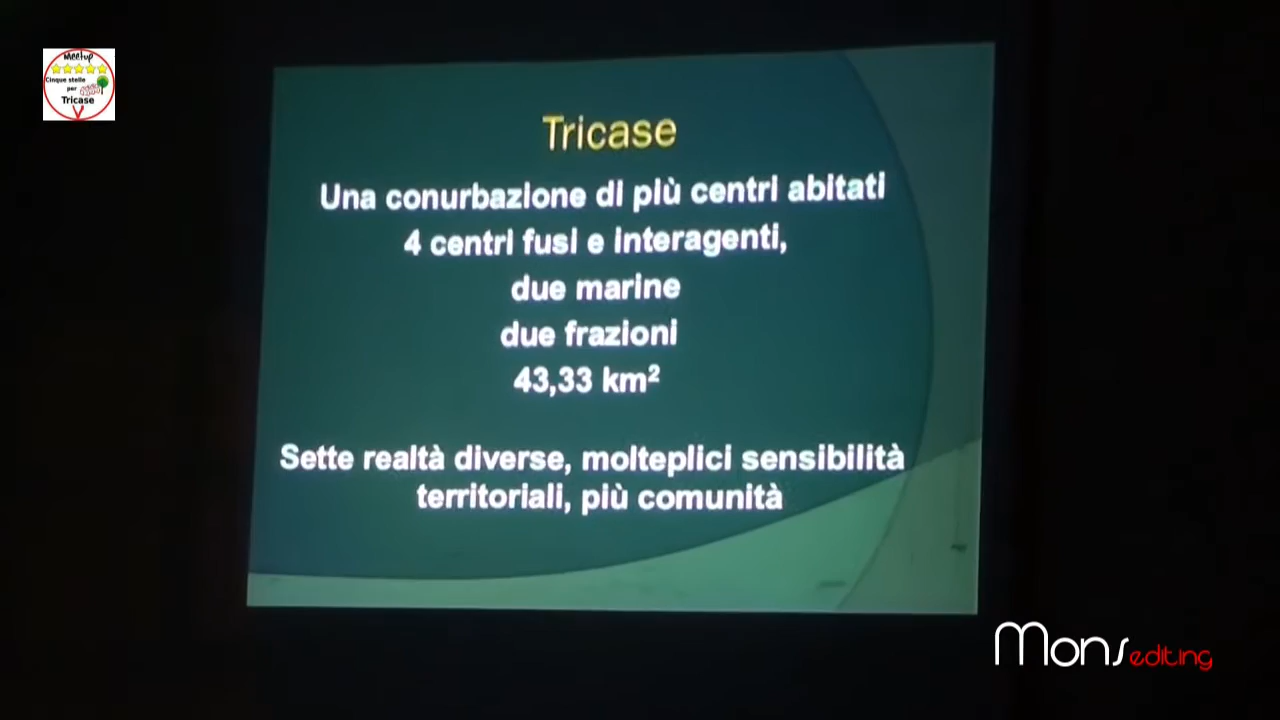 Meetup
Cinque stelle
per
Tricase
Tricase
Una conurbazione di più centri abitati
4 centri fusi e interagenti,
due marine
due frazioni
43,33 km²
Sette realtà diverse, molteplici sensibilità
territoriali, più comunità
Mons editing